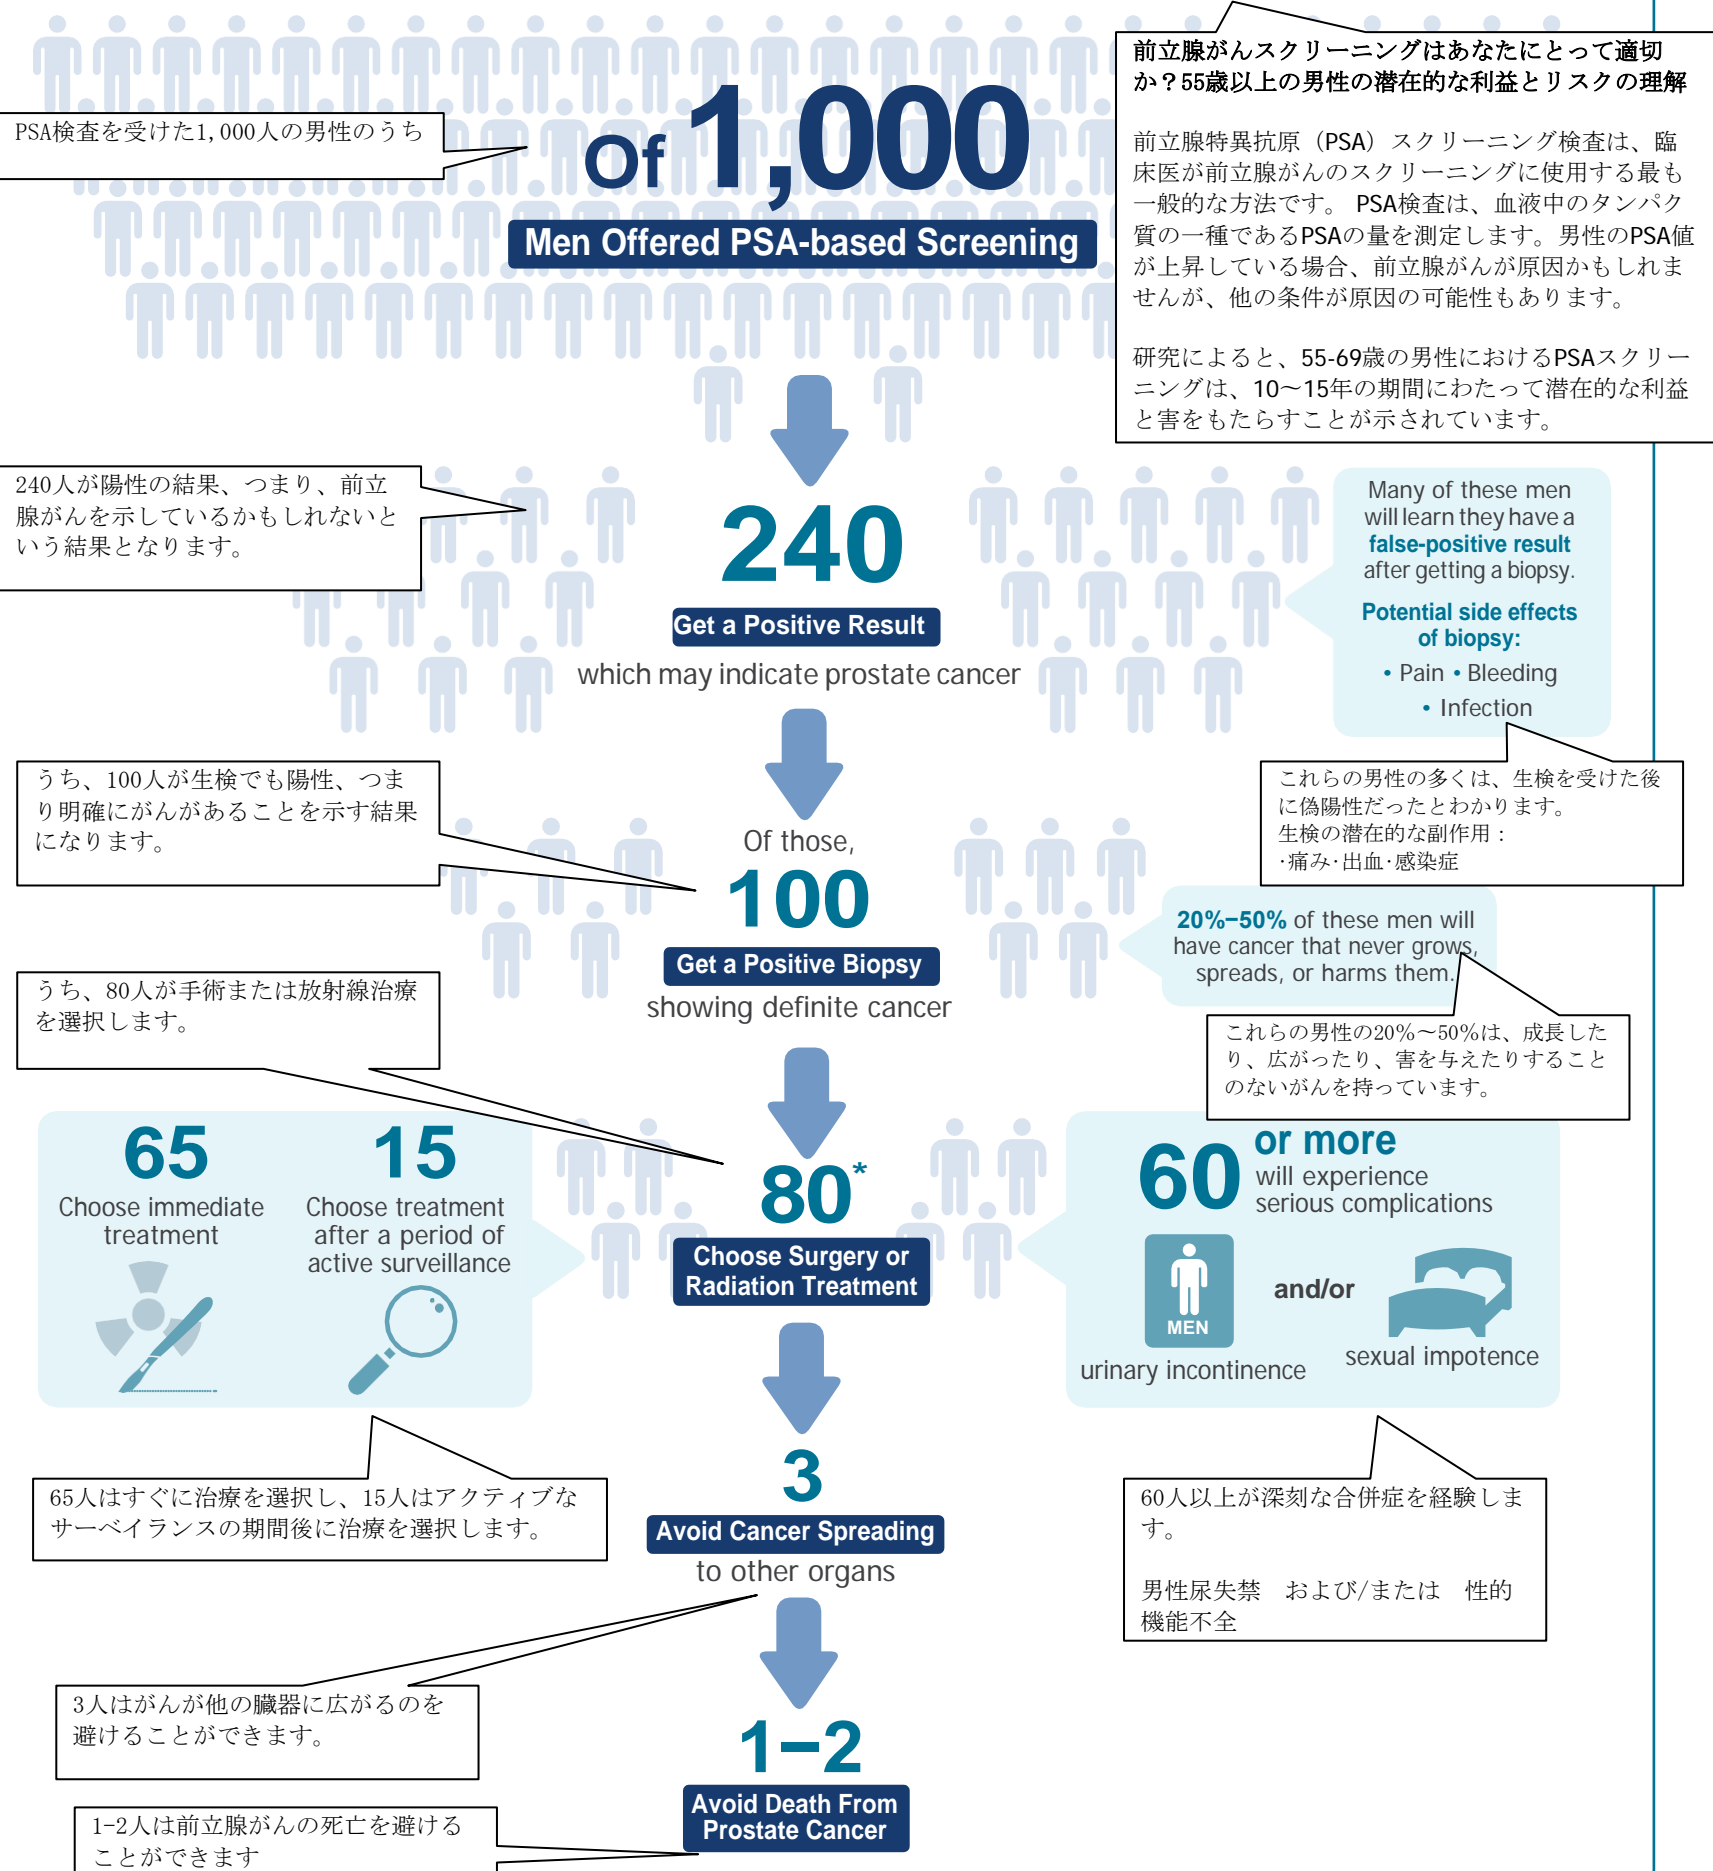 前立腺がんスクリーニングはあなたにとって適切
か？55歳以上の男性の潜在的な利益とリスクの理解
前立腺特異抗原（PSA）スクリーニング検査は、臨
床医が前立腺がんのスクリーニングに使用する最も
一般的な方法です。 PSA検査は、血液中のタンパク
質の一種であるPSAの量を測定します。男性のPSA値
が上昇している場合、前立腺がんが原因かもしれま
せんが、他の条件が原因の可能性もあります。
研究によると、55-69歳の男性におけるPSAスクリー
ニングは、10～15年の期間にわたって潜在的な利益
と害をもたらすことが示されています。
PSA検査を受けた1,000人の男性のうち
Of 1,000
Men Offered PSA-based Screening
240人が陽性の結果、つまり、前立
腺がんを示しているかもしれないと
いう結果となります。
240
Get a Positive Result
which may indicate prostate cancer
Many of these men
will learn they have a
false-positive result
after getting a biopsy.
Potential side effects
of biopsy:
• Pain • Bleeding
• Infection
これらの男性の多くは、生検を受けた後
に偽陽性だったとわかります。
生検の潜在的な副作用：
·痛み·出血·感染症
うち、100人が生検でも陽性、つま
り明確にがんがあることを示す結果
になります。
Of those,
100
Get a Positive Biopsy
showing definite cancer
20%–50% of these men will
have cancer that never grows,
spreads, or harms them.
これらの男性の20％～50％は、成長した
り、広がったり、害を与えたりすること
のないがんを持っています。
うち、80人が手術または放射線治療
を選択します。
80*
Choose Surgery or
Radiation Treatment
65
Choose immediate
treatment
15
Choose treatment
after a period of
active surveillance
65人はすぐに治療を選択し、15人はアクティブな
サーベイランスの期間後に治療を選択します。
60 or more
will experience
serious complications
MEN
urinary incontinence
and/or
sexual impotence
60人以上が深刻な合併症を経験しま
す。
男性尿失禁　および/または　性的
機能不全
3
Avoid Cancer Spreading
to other organs
3人はがんが他の臓器に広がるのを
避けることができます。
1–2
Avoid Death From
Prostate Cancer
1-2人は前立腺がんの死亡を避ける
ことができます